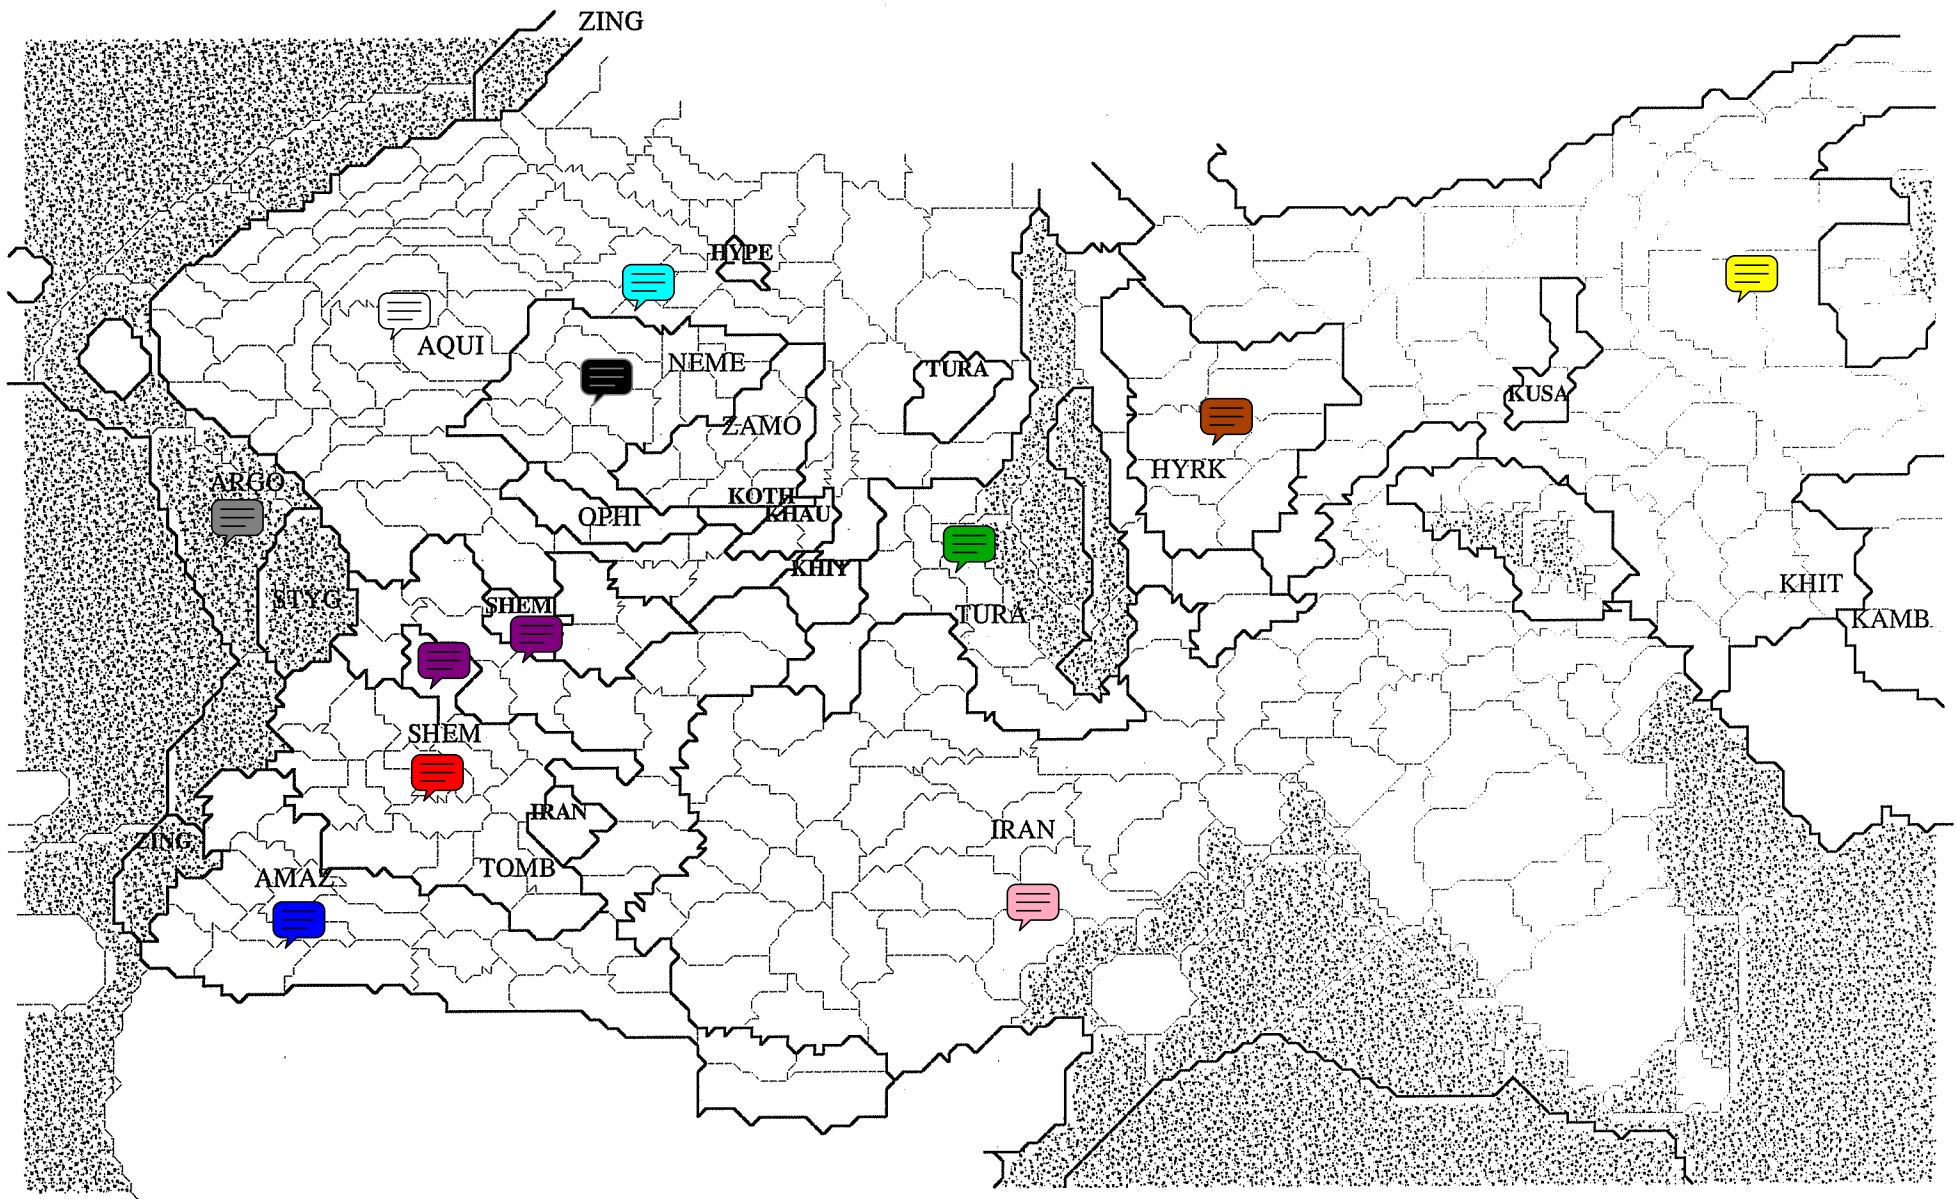 ZING
HYPE
AQUI
NEME
TURA
KUSA
ZAMO
HYRK
ARGO
KOTH
KHAU
OPHI
KHIY
KHIT
STYG
SHEM
TURA
KAMB
SHEM
IRAN
IRAN
ZING
TOMB
AMAZ